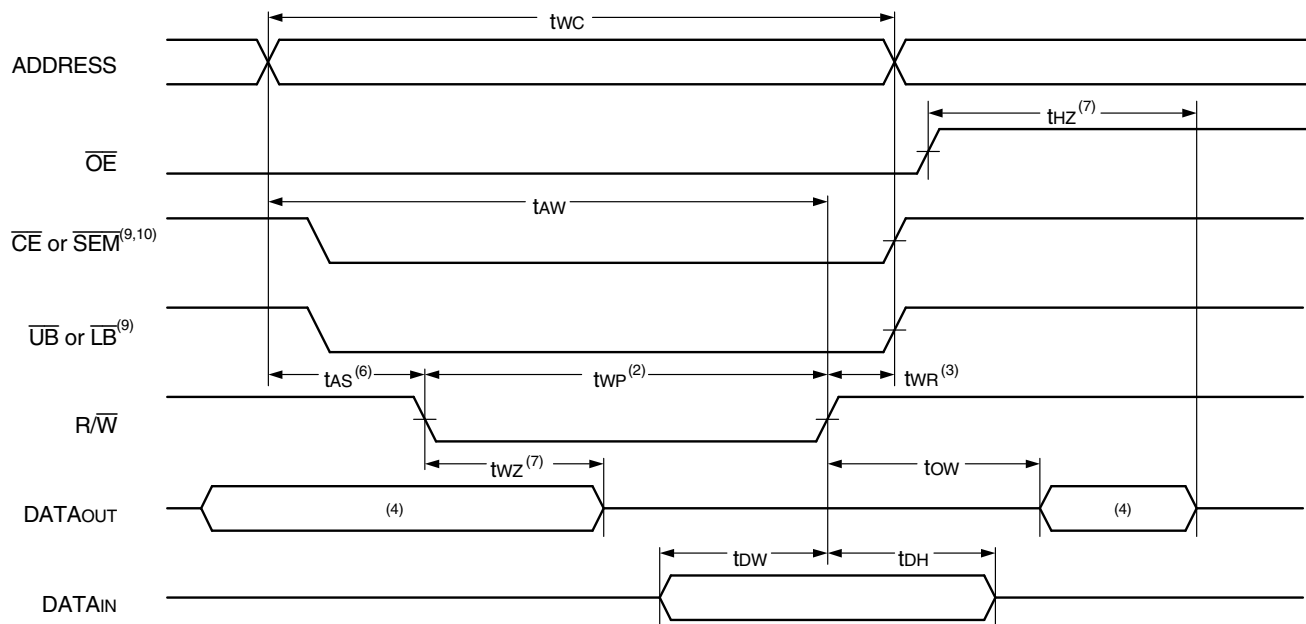 tWC
ADDRESS
tHZ(7)
OE
tAW
CE or SEM(9,10)
UB or LB(9)
tAS(6) tWP(2) tWR(3)
R/W
tWZ(7) tOW
DATAOUT (4) (4)
tDW tDH
DATAIN